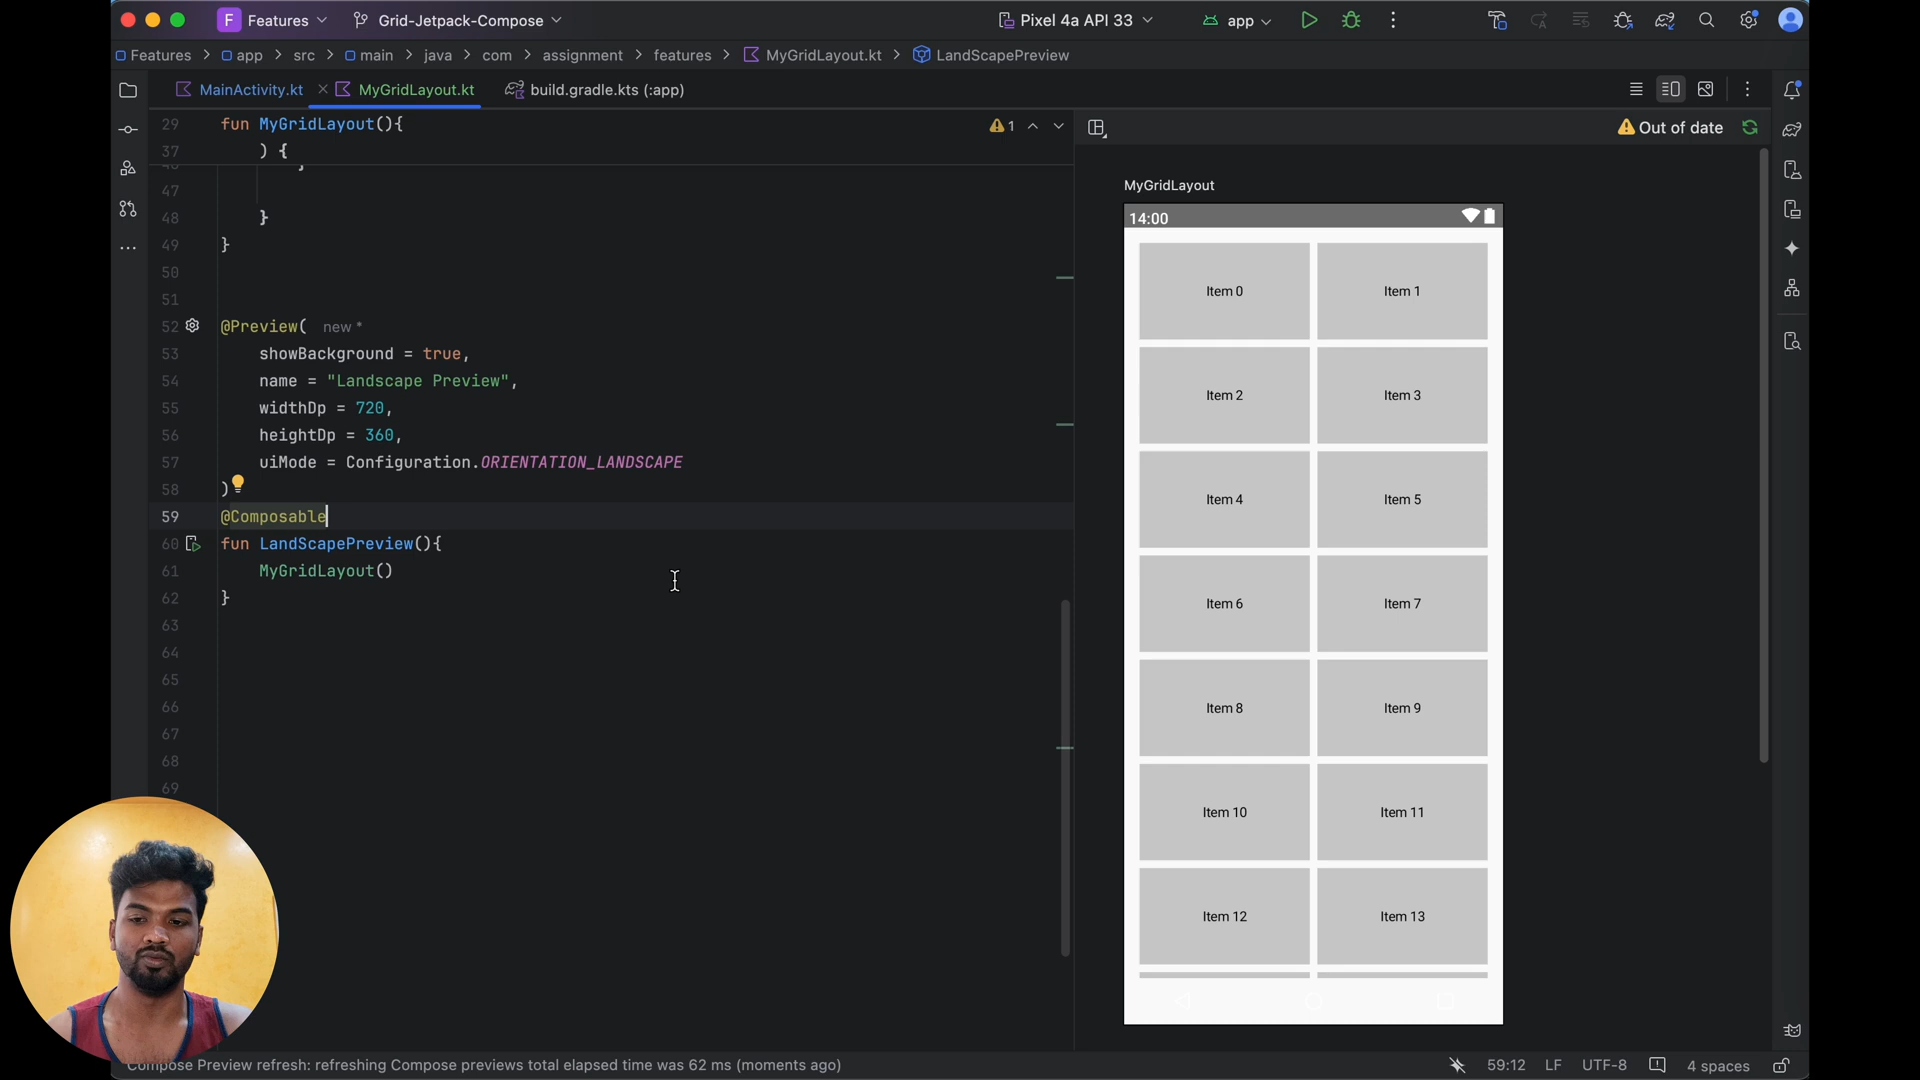 F Features Grid-Jetpack-Compose Pixel 4a API 33 app
Features > app > src > main > java > com > assignment > features > MyGridLayout.kt > LandScapePreview
MainActivity.kt MyGridLayout.kt build.gradle.kts (:app)
29 fun MyGridLayout(){ 1
37 ) {
Out of date
47
48 }
49 }
50
51
52 @Preview( new *
53 showBackground = true,
54 name = "Landscape Preview",
55 widthDp = 720,
56 heightDp = 360,
57 uiMode = Configuration.ORIENTATION_LANDSCAPE
58 )
59 @Composable
60 fun LandScapePreview(){
61 MyGridLayout()
62 }
63
64
65
66
67
68
69
MyGridLayout
14:00
Item 0 Item 1
Item 2 Item 3
Item 4 Item 5
Item 6 Item 7
Item 8 Item 9
Item 10 Item 11
Item 12 Item 13
Compose Preview refresh: refreshing Compose previews total elapsed time was 62 ms (moments ago)
59:12 LF UTF-8 4 spaces